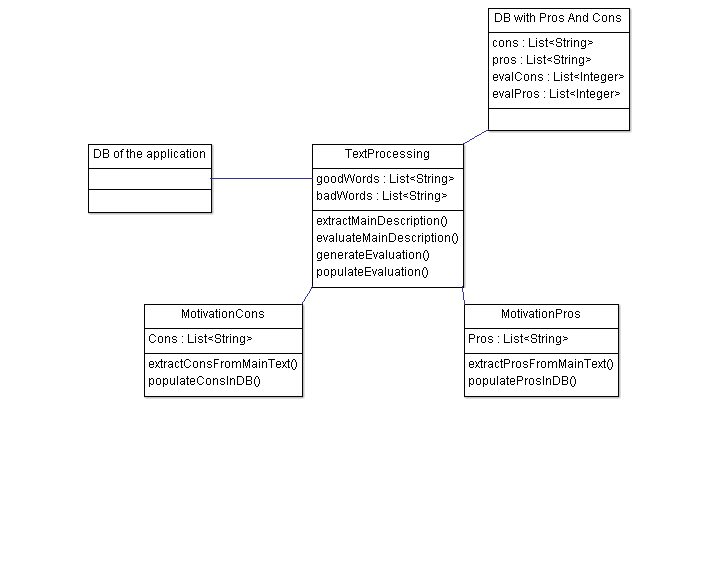 DB with Pros And Cons
cons : List<String>
pros : List<String>
evalCons : List<Integer>
evalPros : List<Integer>
DB of the application
TextProcessing
goodWords : List<String>
badWords : List<String>
extractMainDescription()
evaluateMainDescription()
generateEvaluation()
populateEvaluation()
MotivationCons
Cons : List<String>
extractConsFromMainText()
populateConsInDB()
MotivationPros
Pros : List<String>
extractProsFromMainText()
populateProsInDB()